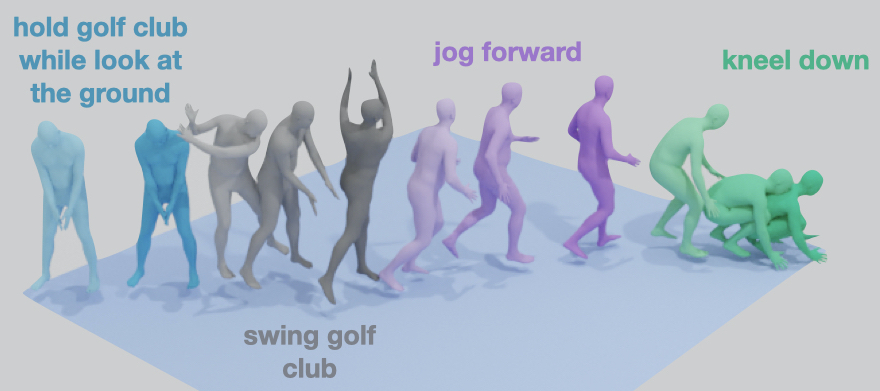 hold golf club
while look at
the ground
jog forward
kneel down
swing golf
club